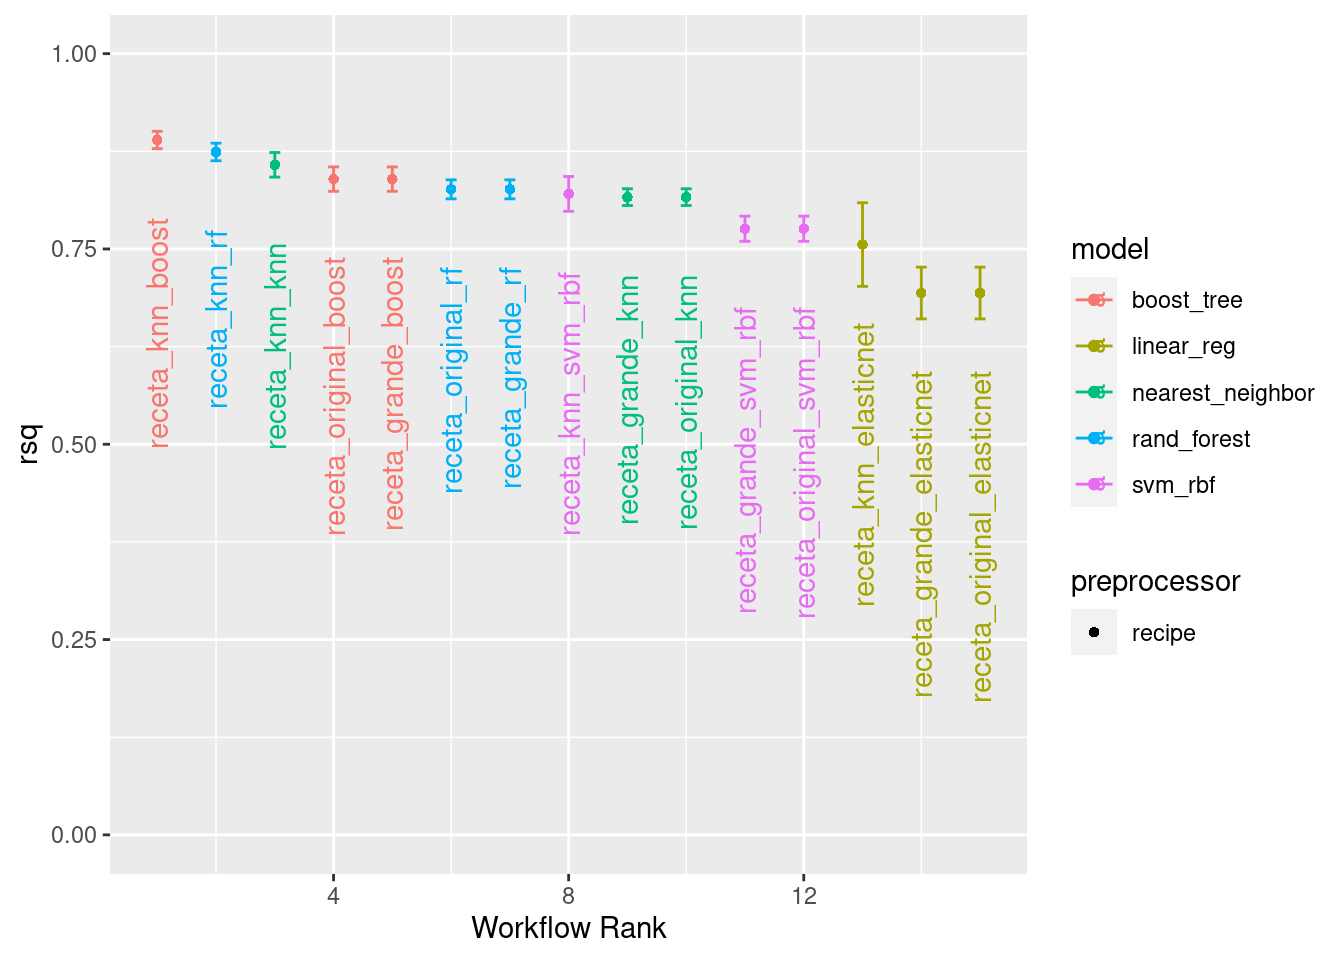 rsq
1.00
0.75
0.50
0.25
0.00
receta_knn_boost
receta_knn_rf
receta_knn_knn
receta_original_boost
receta_grande_boost
receta_original_rf
receta_grande_rf
receta_knn_svm_rbf
receta_grande_knn
receta_original_knn
receta_grande_svm_rbf
receta_original_svm_rbf
receta_knn_elasticnet
receta_grande_elasticnet
receta_original_elasticnet
4
8
12
Workflow Rank
model
boost_tree
linear_reg
nearest_neighbor
rand_forest
svm_rbf
preprocessor
recipe